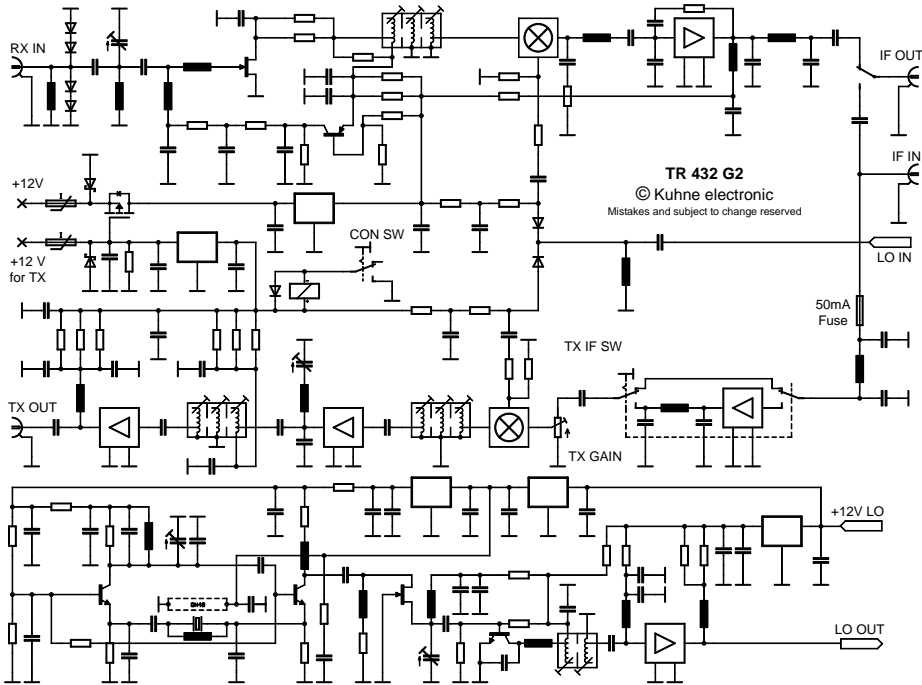 RX IN
IF OUT
IF IN
TR 432 G2
© Kuhne electronic
Mistakes and subject to change reserved
+12V
+12 V
for TX
CON SW
LO IN
50mA
Fuse
TX IF SW
TX OUT
TX GAIN
+12V LO
LO OUT